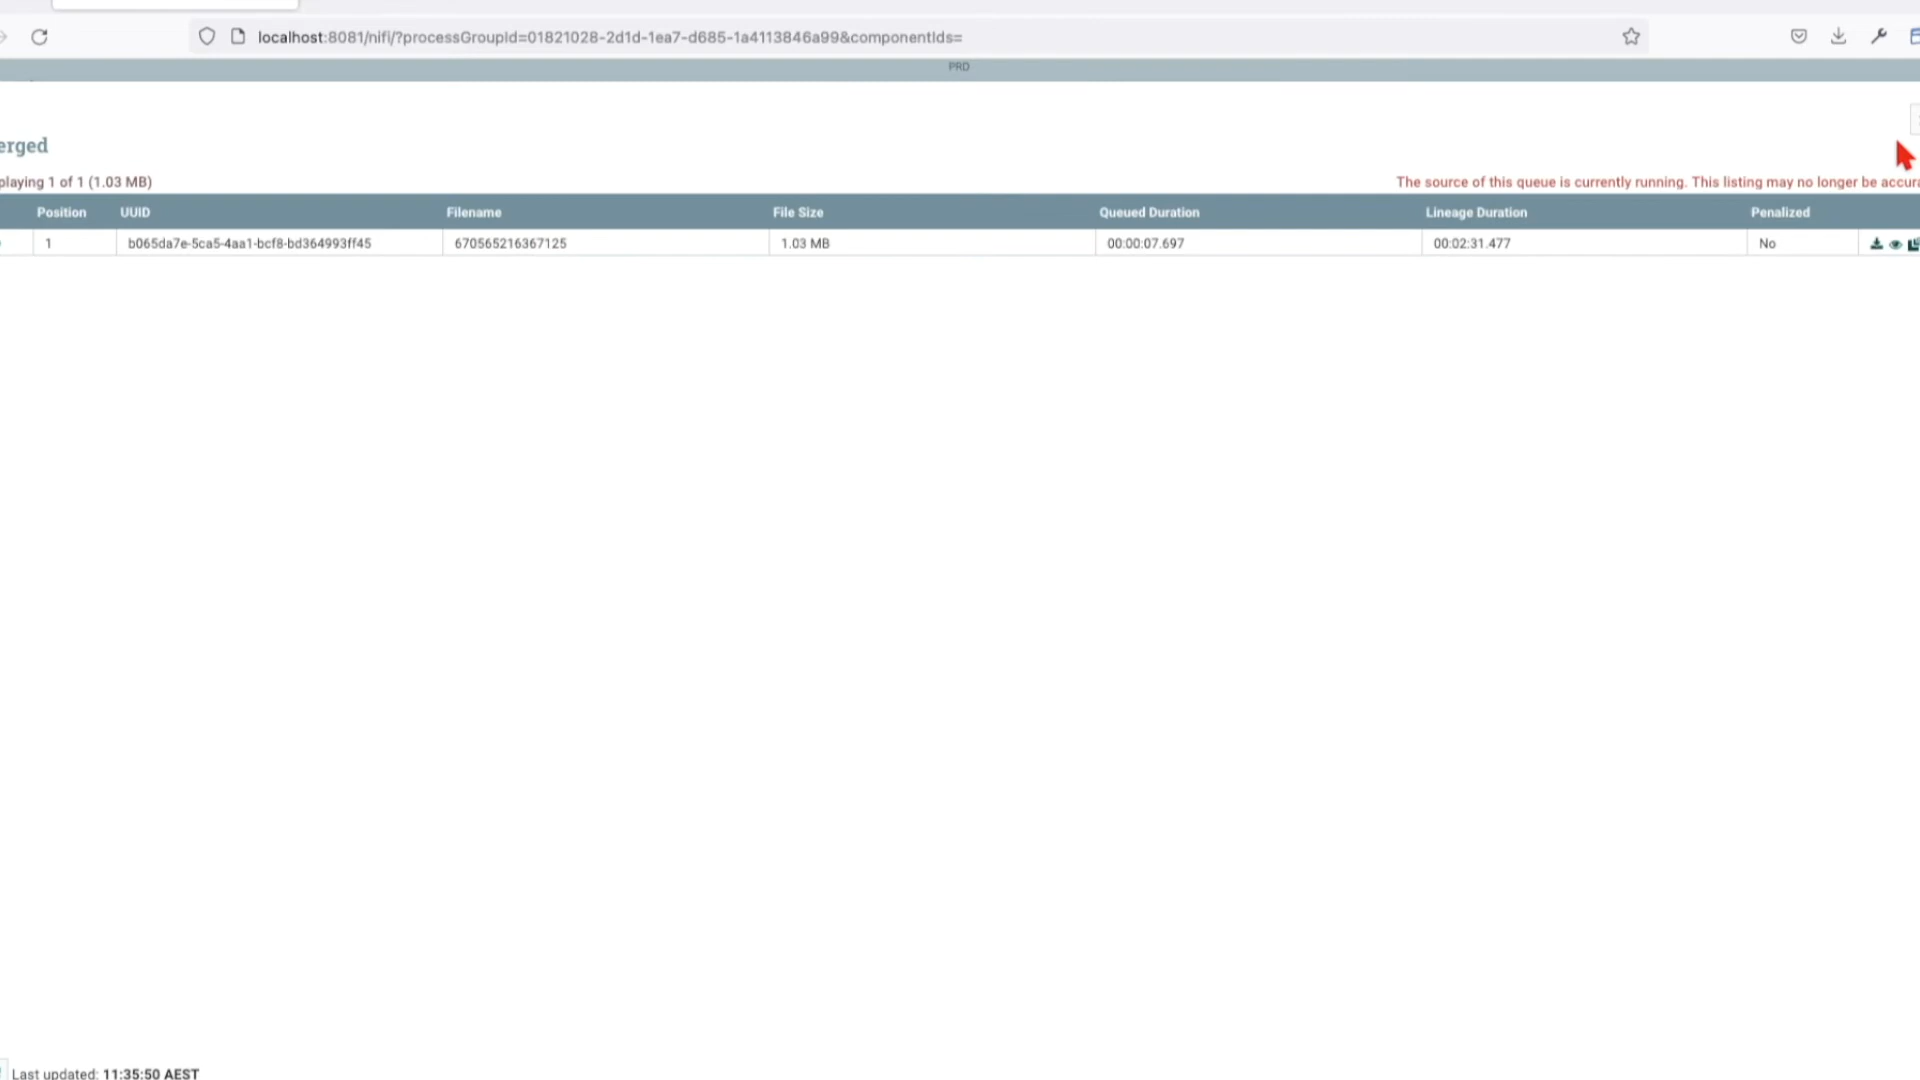 localhost:8081/nifi/?processGroupId=01821028-2d1d-1ea7-d685-1a4113846a99&componentIds=
PRD
erged
playing 1 of 1 (1.03 MB)
The source of this queue is currently running. This listing may no longer be accura
Position UUID Filename File Size Queued Duration Lineage Duration Penalized
1 b065da7e-5ca5-4aa1-bcf8-bd364993ff45 670565216367125 1.03 MB 00:00:07.697 00:02:31.477 No
Last updated: 11:35:50 AEST